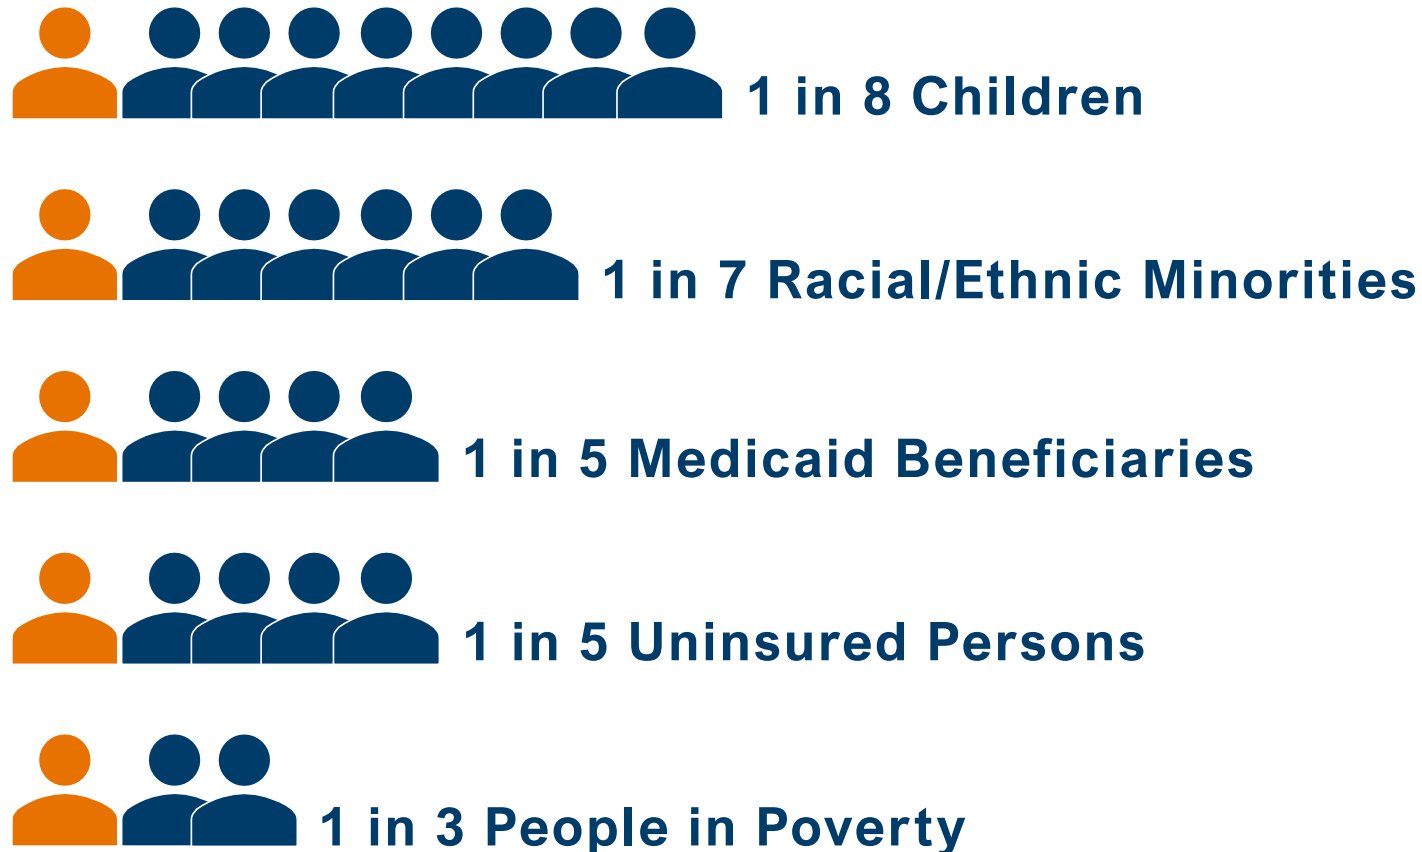 1 in 8 Children
1 in 7 Racial/Ethnic Minorities
1 in 5 Medicaid Beneficiaries
1 in 5 Uninsured Persons
1 in 3 People in Poverty